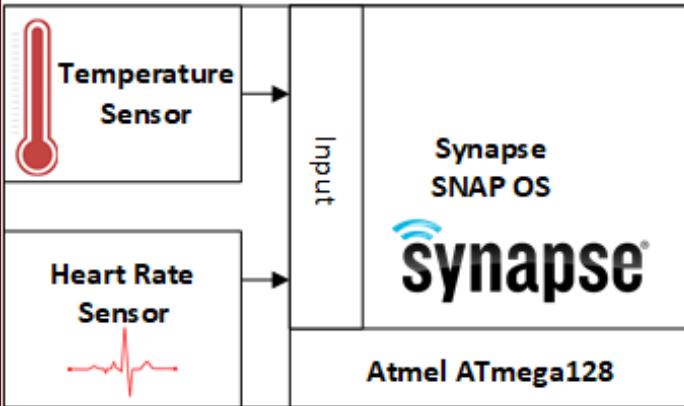 Temperature
Sensor
Input
Synapse
SNAP OS
synapse®
Heart Rate
Sensor
Atmel ATmega128